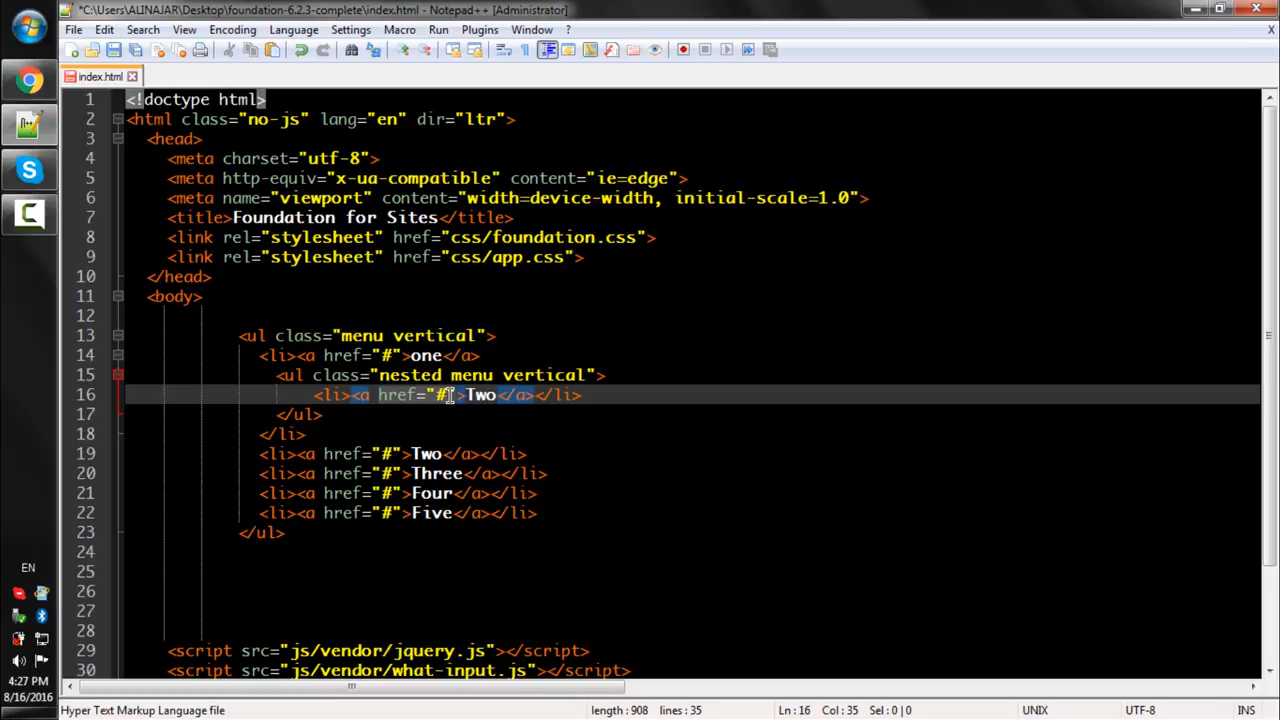 *C:\Users\ALINAJAR\Desktop\foundation-6.2.3-complete\index.html - Notepad++ [Administrator]
File Edit Search View Encoding Language Settings Macro Run Plugins Window ? X
index.html
1 <!doctype html>
2 <html class="no-js" lang="en" dir="ltr">
3 <head>
4 <meta charset="utf-8">
5 <meta http-equiv="x-ua-compatible" content="ie=edge">
6 <meta name="viewport" content="width=device-width, initial-scale=1.0">
7 <title>Foundation for Sites</title>
8 <link rel="stylesheet" href="css/foundation.css">
9 <link rel="stylesheet" href="css/app.css">
10 </head>
11 <body>
12
13 <ul class="menu vertical">
14 <li><a href="#">one</a>
15 <ul class="nested menu vertical">
16 <li><a href="#">Two</a></li>
17 </ul>
18 </li>
19 <li><a href="#">Two</a></li>
20 <li><a href="#">Three</a></li>
21 <li><a href="#">Four</a></li>
22 <li><a href="#">Five</a></li>
23 </ul>
24
25
26
27
28
29 <script src="js/vendor/jquery.js"></script>
30 <script src="js/vendor/what-input.js"></script>
EN
4:27 PM
8/16/2016
Hyper Text Markup Language file length : 908 lines : 35 Ln : 16 Col : 35 Sel : 0 | 0 UNIX UTF-8 INS